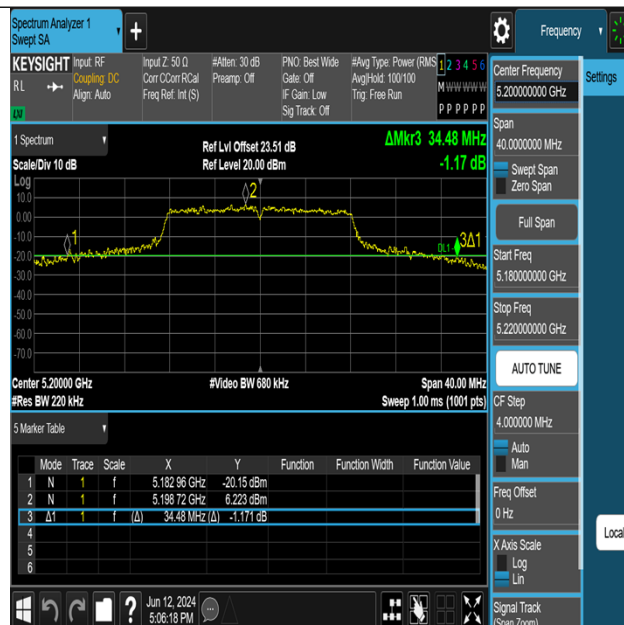 Spectrum Analyzer 1
Swept SA
+
Frequency
KEYSIGHT
RL
Input: RF
Coupling: DC
Align: Auto
Input Z: 50 Ω
Corr CCorr RCal
Freq Ref: Int (S)
#Atten: 30 dB
Preamp: Off
PNO: Best Wide
Gate: Off
IF Gain: Low
Sig Track: Off
#Avg Type: Power (RMS
Avg|Hold: 100/100
Trig: Free Run
1 2 3 4 5 6
M W W W W W
P P P P P P
LXI
1 Spectrum
Scale/Div 10 dB
Ref Lvl Offset 23.51 dB
Ref Level 20.00 dBm
ΔMkr3 34.48 MHz
-1.17 dB
Log
10.0
0.00
-10.0
-20.0
-30.0
-40.0
-50.0
-60.0
-70.0
1
2
DL1
3Δ1
Center 5.20000 GHz
#Res BW 220 kHz
#Video BW 680 kHz
Span 40.00 MHz
Sweep 1.00 ms (1001 pts)
5 Marker Table
Mode Trace Scale X Y Function Function Width Function Value
1 N 1 f 5.182 96 GHz -20.15 dBm
2 N 1 f 5.198 72 GHz 6.223 dBm
3 Δ1 1 f (Δ) 34.48 MHz (Δ) -1.171 dB
4
5
6
Jun 12, 2024
5:06:18 PM
?
Center Frequency
5.200000000 GHz
Settings
Span
40.0000000 MHz
Swept Span
Zero Span
Full Span
Start Freq
5.180000000 GHz
Stop Freq
5.220000000 GHz
AUTO TUNE
CF Step
4.000000 MHz
Auto
Man
Freq Offset
0 Hz
Local
X Axis Scale
Log
Lin
Signal Track
(Span Zoom)